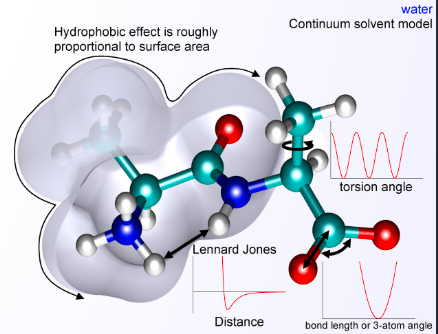 water
Continuum solvent model
Hydrophobic effect is roughly
proportional to surface area
torsion angle
Lennard Jones
Distance
bond length or 3-atom angle